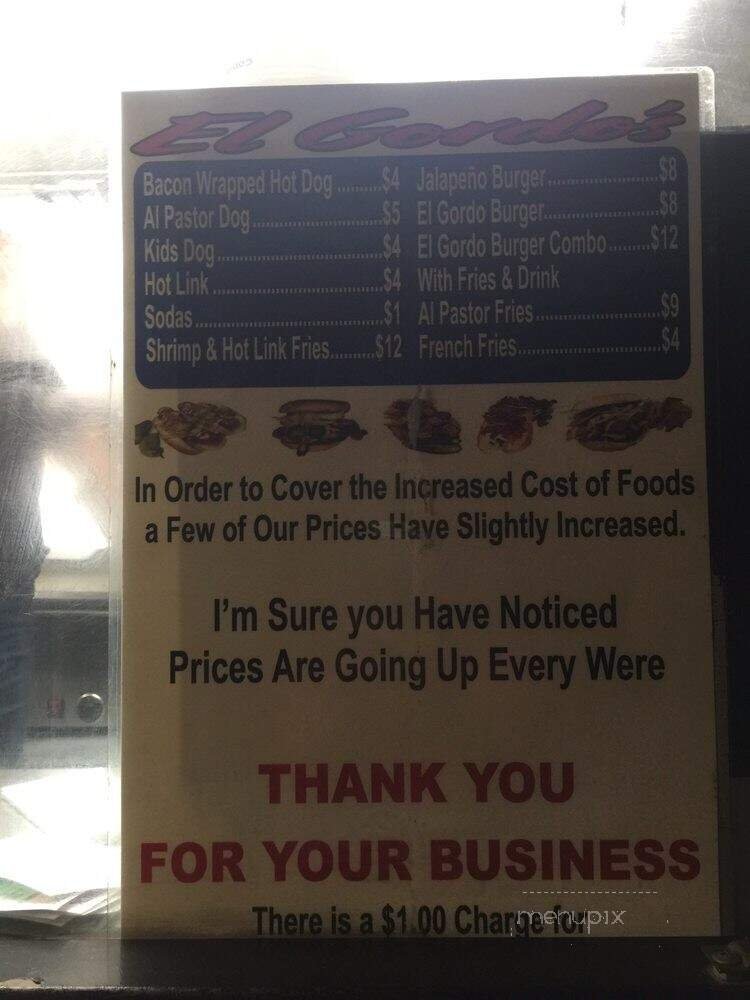 El Gordo's
Bacon Wrapped Hot Dog ..........$4
Al Pastor Dog..............................$5
Kids Dog......................................$4
Hot Link .......................................$4
Sodas...........................................$1
Shrimp & Hot Link Fries..........$12
Jalapeño Burger..........................$8
El Gordo Burger..........................$8
El Gordo Burger Combo.........$12
With Fries & Drink
Al Pastor Fries............................$9
French Fries................................$4
In Order to Cover the Increased Cost of Foods
a Few of Our Prices Have Slightly Increased.
I'm Sure you Have Noticed
Prices Are Going Up Every Were
THANK YOU
FOR YOUR BUSINESS
There is a $1.00 Charge for
menupix